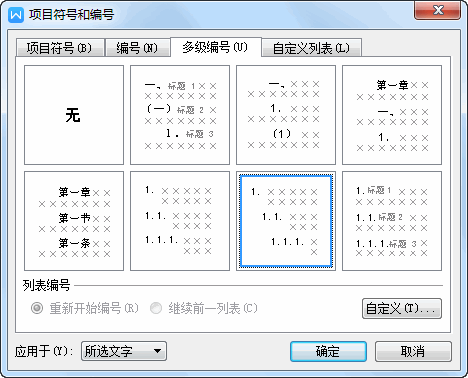 W 项目符号和编号
项目符号(B) 编号(N) 多级编号(U) 自定义列表(L)
无
一、标题 1××
××××××
(一)标题 2×
××××××
1. 标题 3
一、×××
××××××
1. ×××
××××××
(1) ××
第一章××
××××××
一、×××
××××××
1. ×××
第一章××
××××××
第一节××
××××××
第一条××
1. ×××××
×××××
1.1. ××××
××××
1.1.1. ×××
×××
1. ×××××
×××××
1.1. ×××
×××
1.1.1. ×
×
1. 标题 1××
××××××
1.1. 标题 2×
××××××
1.1.1. 标题 3×
××××××
列表编号
重新开始编号(R) 继续前一列表(C) 自定义(T)...
应用于(Y): 所选文字 确定 取消